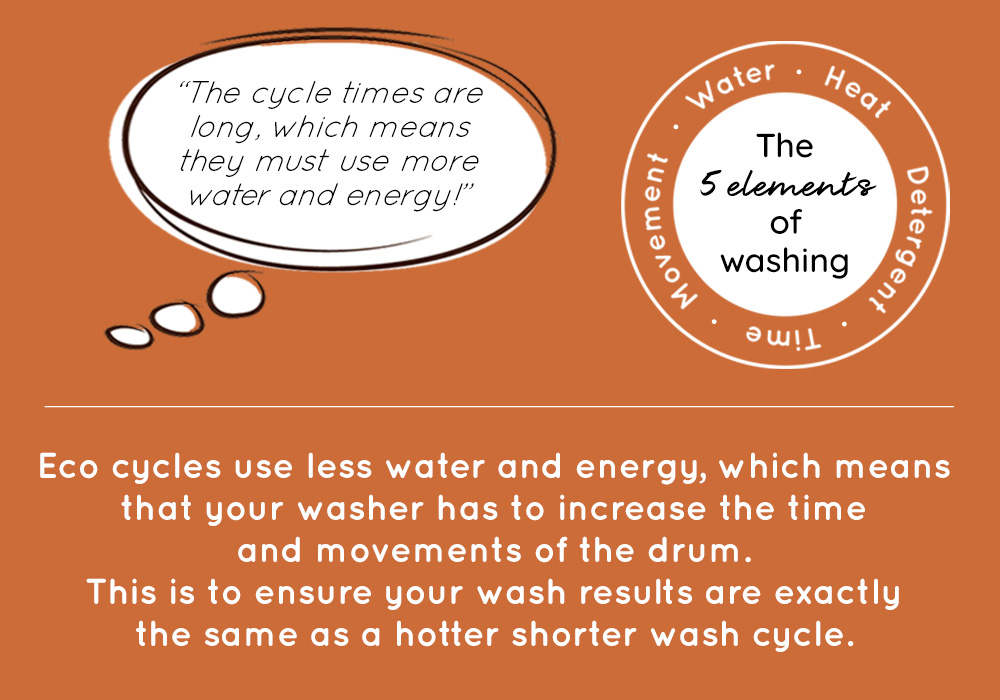 “The cycle times are
long, which means
they must use more
water and energy!”
Water · Heat
Detergent · Time · Movement ·
The
5 elements
of
washing
Eco cycles use less water and energy, which means
that your washer has to increase the time
and movements of the drum.
This is to ensure your wash results are exactly
the same as a hotter shorter wash cycle.